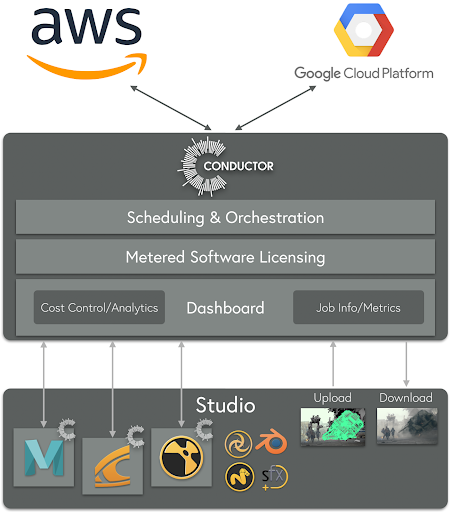 aws
Google Cloud Platform
CONDUCTOR
Scheduling & Orchestration
Metered Software Licensing
Cost Control/Analytics
Dashboard
Job Info/Metrics
Studio
Upload
Download
M